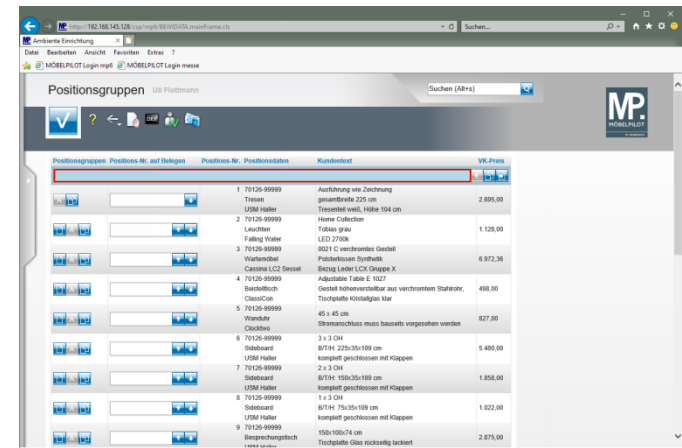 http://192.168.145.128/csp/mp6/BEWIDATA.mainFrame.cls
Suchen...
Ambiente Einrichtung
Datei Bearbeiten Ansicht Favoriten Extras ?
MÖBELPILOT Login mp6 MÖBELPILOT Login messe
Positionsgruppen Uli Flottmann
Suchen (Alt+s)
MP.
MÖBELPILOT
Positionsgruppen Positions-Nr. auf Belegen Positions-Nr. Positionsdaten Kundentext VK-Preis
1 70126-99999 Ausführung wie Zeichnung
Tresen gesamtbreite 225 cm 2.695,00
USM Haller Tresenteil weiß, Höhe 104 cm
2 70126-99999 Home Collection
Leuchten Tobias grau 1.128,00
Falling Water LED 2700k
3 70126-99999 0021 C verchromtes Gestell
Wartemöbel Polsterkissen Synthetik 6.972,36
Cassina LC2 Sessel Bezug Leder LCX Gruppe X
4 70126-99999 Adjustable Table E 1027
Beistelltisch Gestell höhenverstellbar aus verchromtem Stahlrohr, 498,00
ClassiCon Tischplatte Kristallglas klar
5 70126-99999
45 x 45 cm
Wanduhr 827,00
Stromanschluss muss bauseits vorgesehen werden
Clocktwo
6 70126-99999 3 x 3 OH
Sideboard B/T/H: 225x35x109 cm 5.480,00
USM Haller komplett geschlossen mit Klappen
7 70126-99999 2 x 3 OH
Sideboard B/T/H: 150x35x109 cm 1.858,00
USM Haller komplett geschlossen mit Klappen
8 70126-99999 1 x 3 OH
Sideboard B/T/H: 75x35x109 cm 1.022,00
USM Haller komplett geschlossen mit Klappen
9 70126-99999
150x100x74 cm
Besprechungstisch 2.875,00
Tischplatte Glas rückseitig lackiert
USM Haller